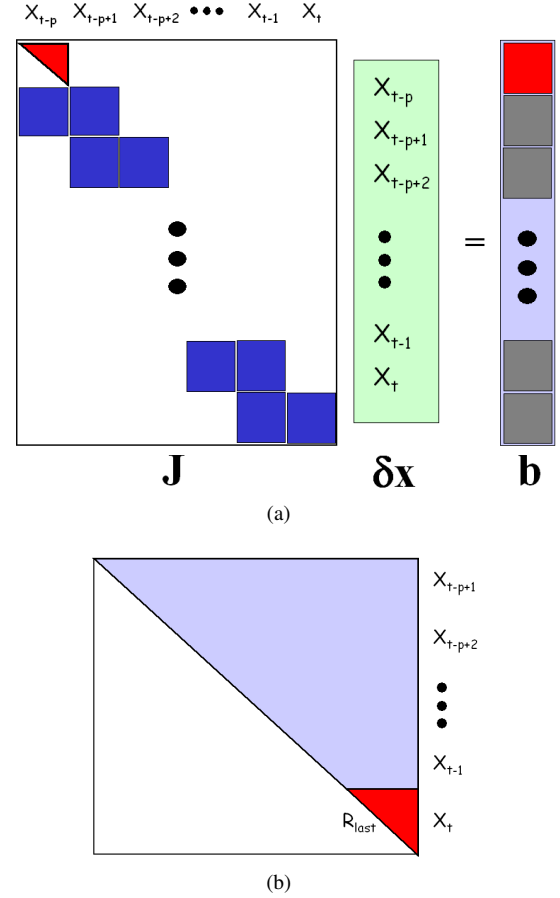 X_{t-p} X_{t-p+1} X_{t-p+2} ••• X_{t-1} X_t
X_{t-p}
X_{t-p+1}
X_{t-p+2}
=
X_{t-1}
X_t
J δx b
(a)
X_{t-p+1}
X_{t-p+2}
X_{t-1}
R_{last} X_t
(b)